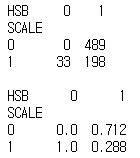 HSB 0 1
SCALE
0 0 489
1 33 198
HSB 0 1
SCALE
0 0.0 0.712
1 1.0 0.288